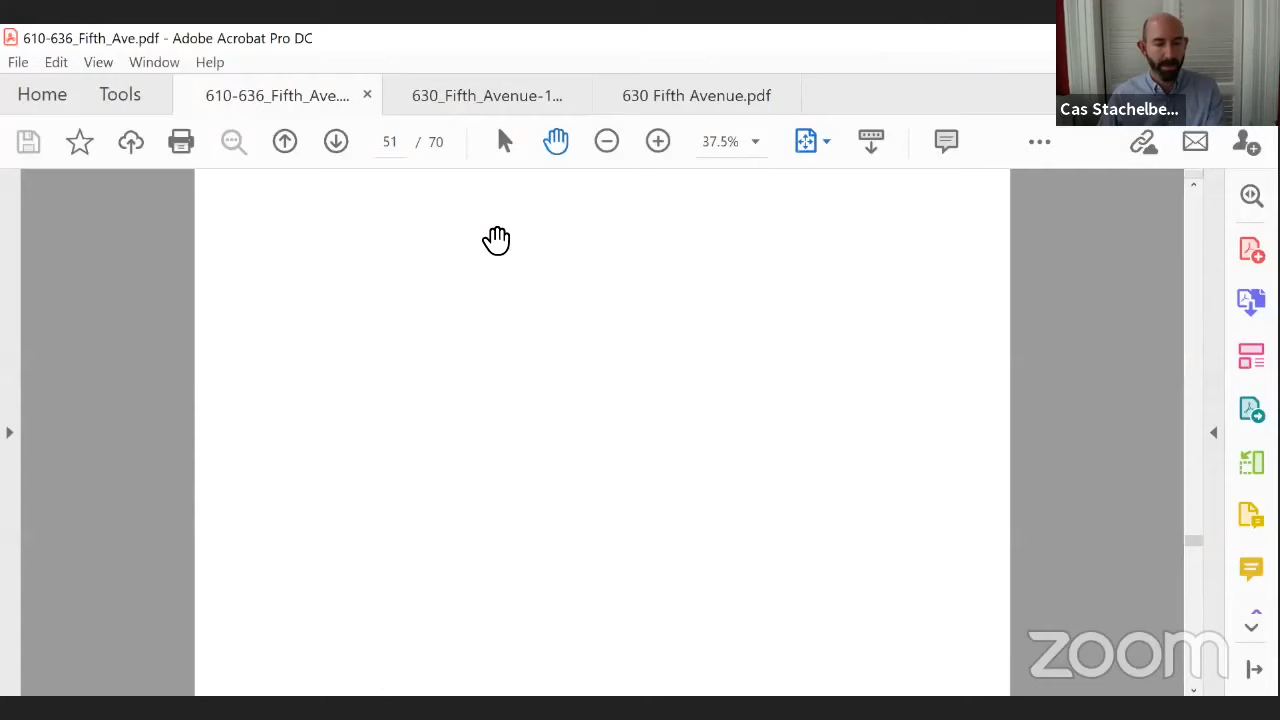 610-636_Fifth_Ave.pdf - Adobe Acrobat Pro DC
File Edit View Window Help
Home Tools 610-636_Fifth_Ave.... × 630_Fifth_Avenue-1... 630 Fifth Avenue.pdf
Cas Stachelbe...
51 / 70 37.5%
zoom